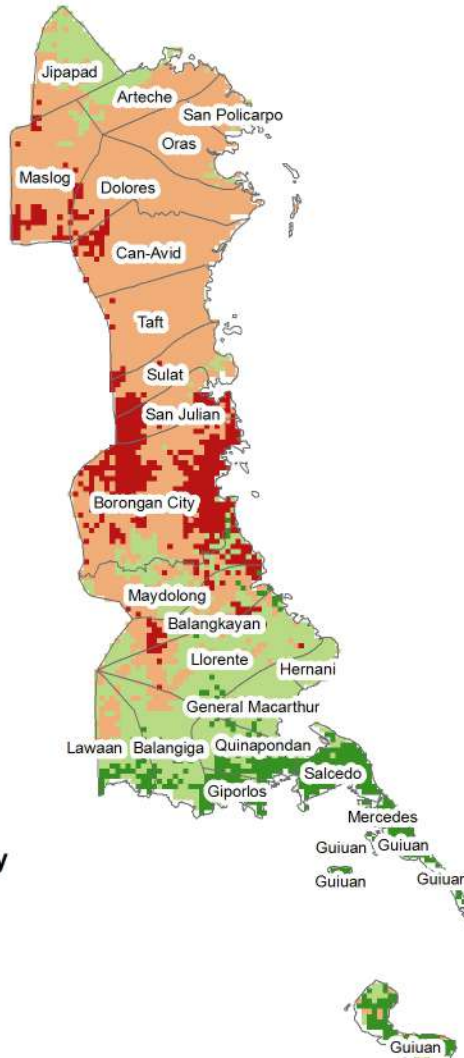 Jipapad
Arteche
San Policarpo
Oras
Maslog
Dolores
Can-Avid
Taft
Sulat
San Julian
Borongan City
Maydolong
Balangkayan
Llorente
Hernani
General Macarthur
Lawaan
Balangiga
Quinapondan
Salcedo
Giporlos
Mercedes
Guiuan
Guiuan
Guiuan
Guiuan
y
Guiuan